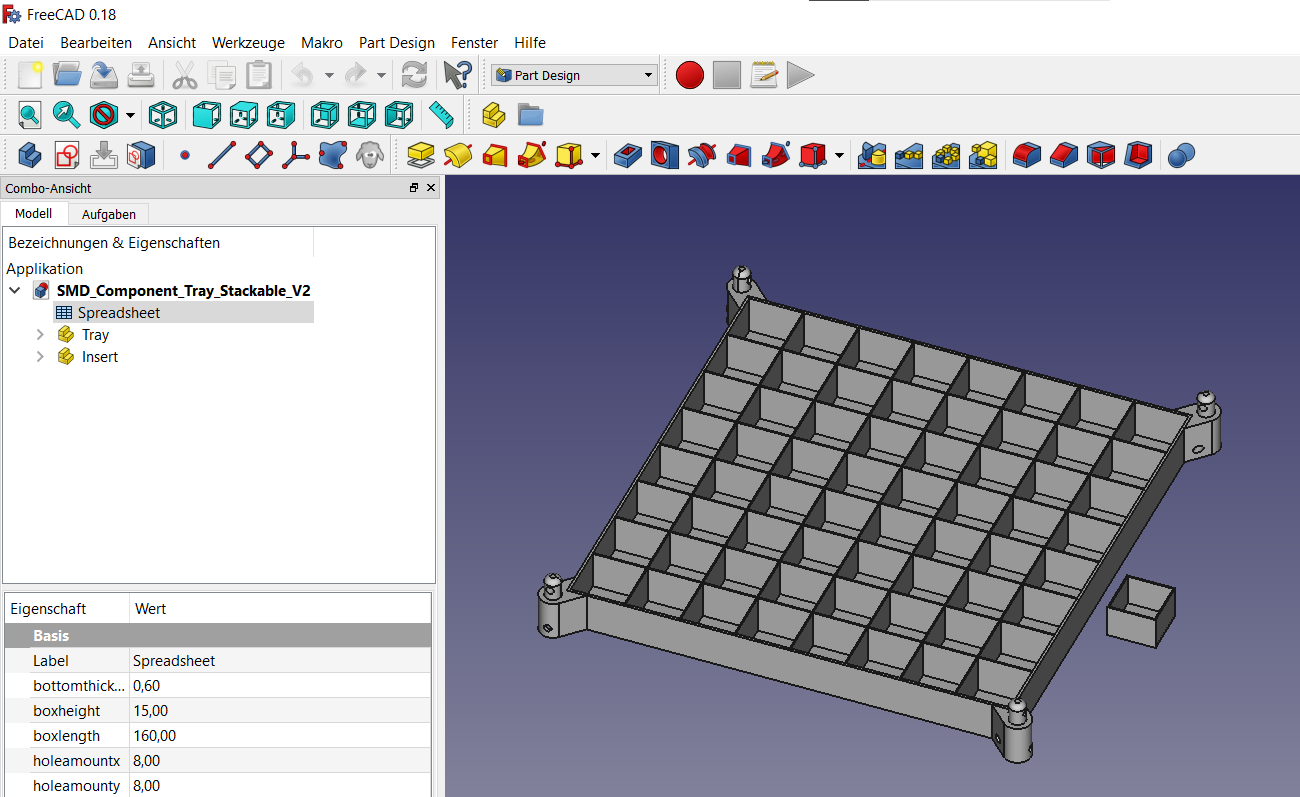 FreeCAD 0.18
Datei Bearbeiten Ansicht Werkzeuge Makro Part Design Fenster Hilfe
Part Design
Combo-Ansicht
Modell Aufgaben
Bezeichnungen & Eigenschaften
Applikation
SMD_Component_Tray_Stackable_V2
Spreadsheet
Tray
Insert
Eigenschaft Wert
Basis
Label Spreadsheet
bottomthick... 0,60
boxheight 15,00
boxlength 160,00
holeamountx 8,00
holeamounty 8,00